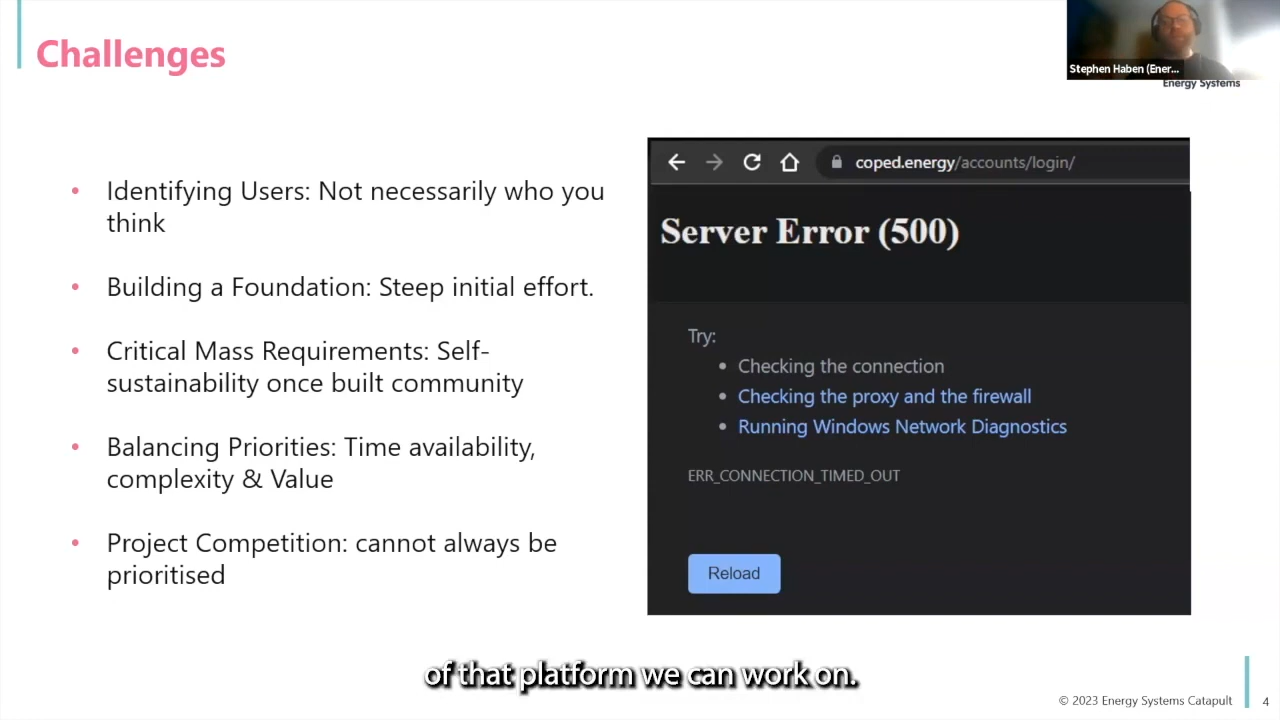 Challenges
Stephen Haben (Ener...
Energy Systems
• Identifying Users: Not necessarily who you
think
• Building a Foundation: Steep initial effort.
• Critical Mass Requirements: Self-
sustainability once built community
• Balancing Priorities: Time availability,
complexity & Value
• Project Competition: cannot always be
prioritised
coped.energy/accounts/login/
Server Error (500)
Try:
• Checking the connection
• Checking the proxy and the firewall
• Running Windows Network Diagnostics
ERR_CONNECTION_TIMED_OUT
Reload
of that platform we can work on.
© 2023 Energy Systems Catapult
4